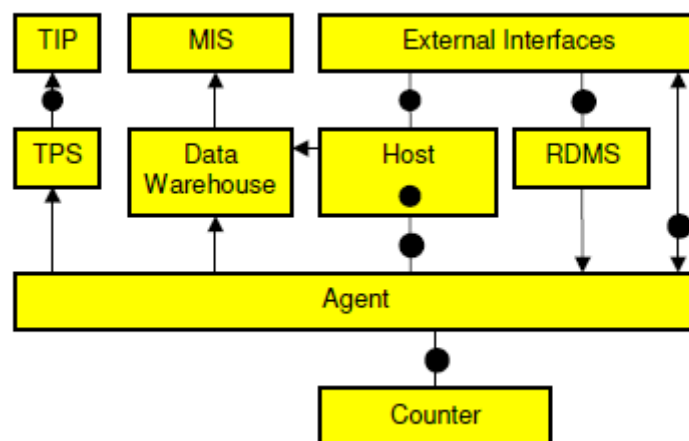 TIP
MIS
External Interfaces
TPS
Data
Warehouse
Host
RDMS
Agent
Counter